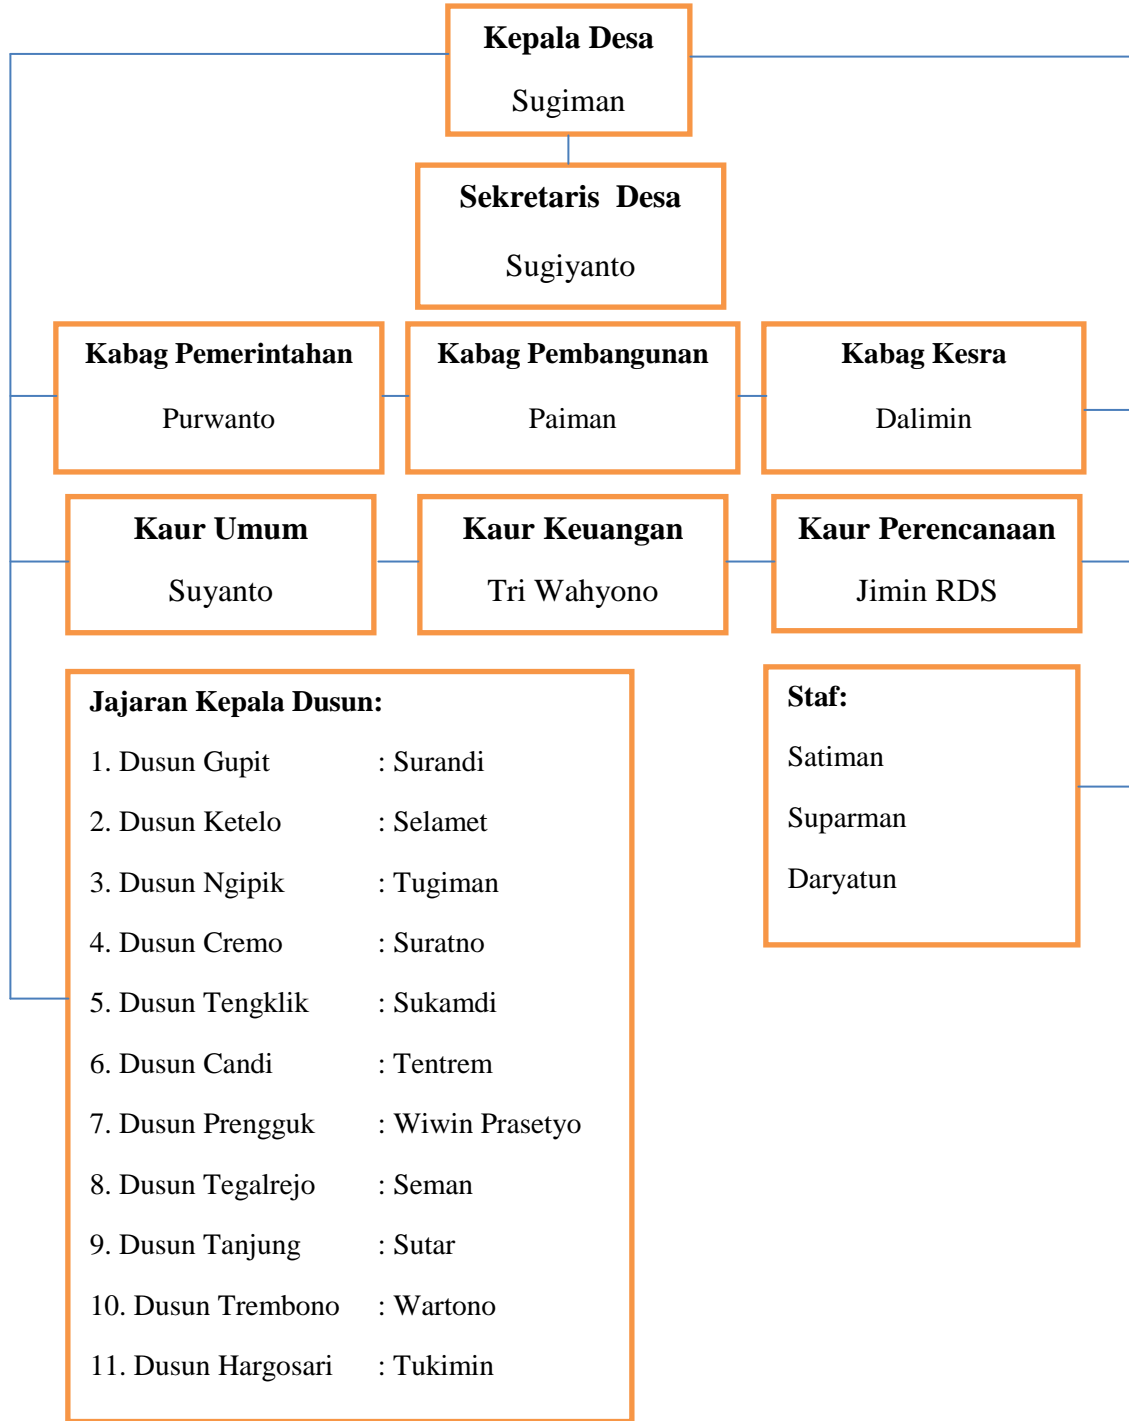 Kepala Desa
Sugiman
Sekretaris Desa
Sugiyanto
Kabag Pemerintahan
Purwanto
Kabag Pembangunan
Paiman
Kabag Kesra
Dalimin
Kaur Umum
Suyanto
Kaur Keuangan
Tri Wahyono
Kaur Perencanaan
Jimin RDS
Jajaran Kepala Dusun:
1. Dusun Gupit : Surandi
2. Dusun Ketelo : Selamet
3. Dusun Ngipik : Tugiman
4. Dusun Cremo : Suratno
5. Dusun Tengklik : Sukamdi
6. Dusun Candi : Tentrem
7. Dusun Prengguk : Wiwin Prasetyo
8. Dusun Tegalrejo : Seman
9. Dusun Tanjung : Sutar
10. Dusun Trembono : Wartono
11. Dusun Hargosari : Tukimin
Staf:
Satiman
Suparman
Daryatun